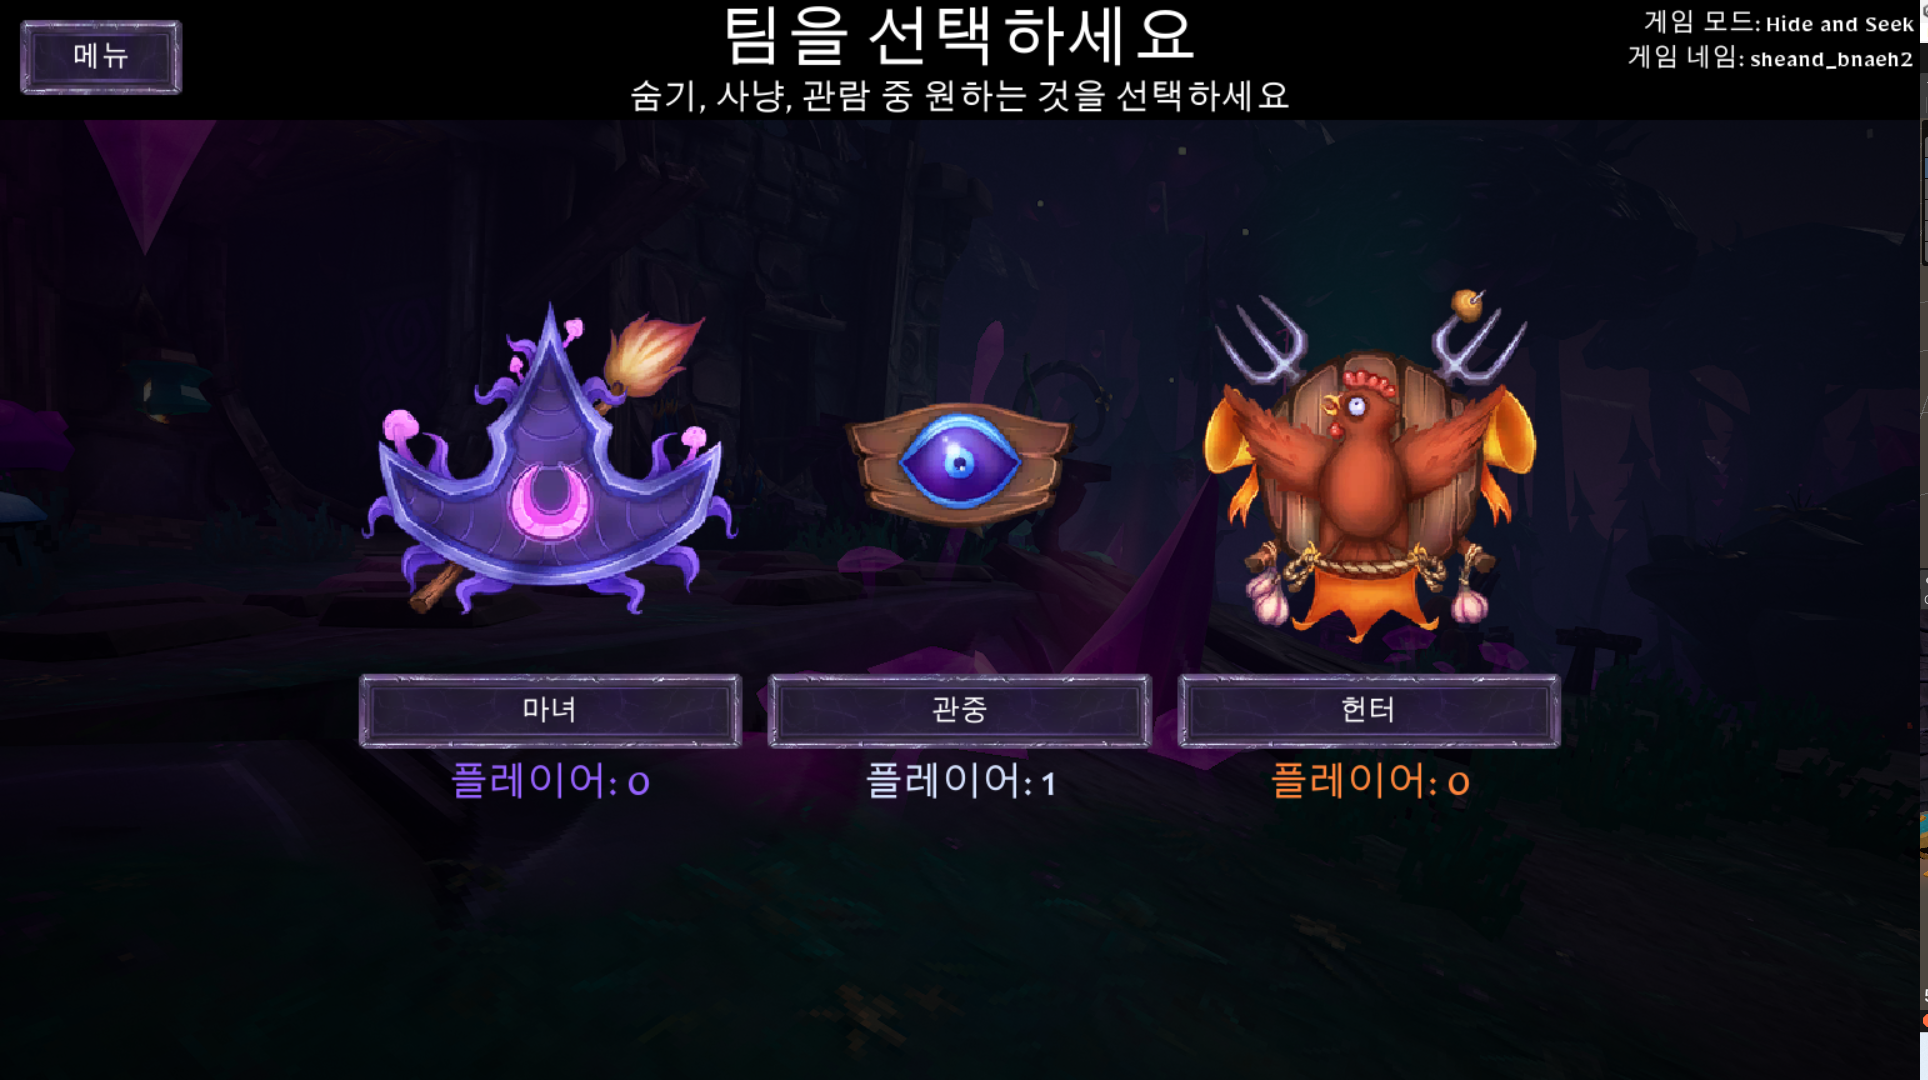 메뉴
팀을 선택하세요
숨기, 사냥, 관람 중 원하는 것을 선택하세요
게임 모드: Hide and Seek
게임 네임: sheand_bnaeh2
마녀
관중
헌터
플레이어: 0
플레이어: 1
플레이어: 0